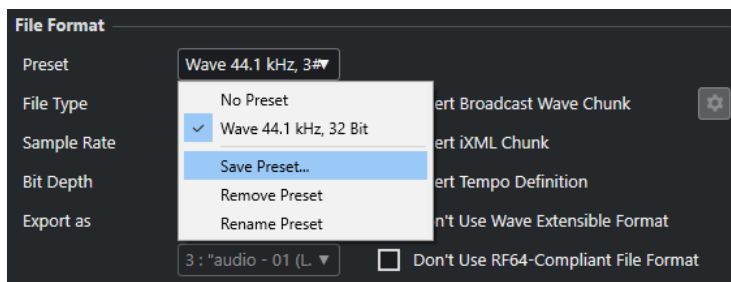 File Format
Preset
Wave 44.1 kHz, 3
File Type
No Preset
ert Broadcast Wave Chunk
Wave 44.1 kHz, 32 Bit
Sample Rate
ert iXML Chunk
Save Preset...
Bit Depth
ert Tempo Definition
Remove Preset
Export as
Rename Preset
n't Use Wave Extensible Format
3 : "audio - 01 (L.
Don't Use RF64-Compliant File Format